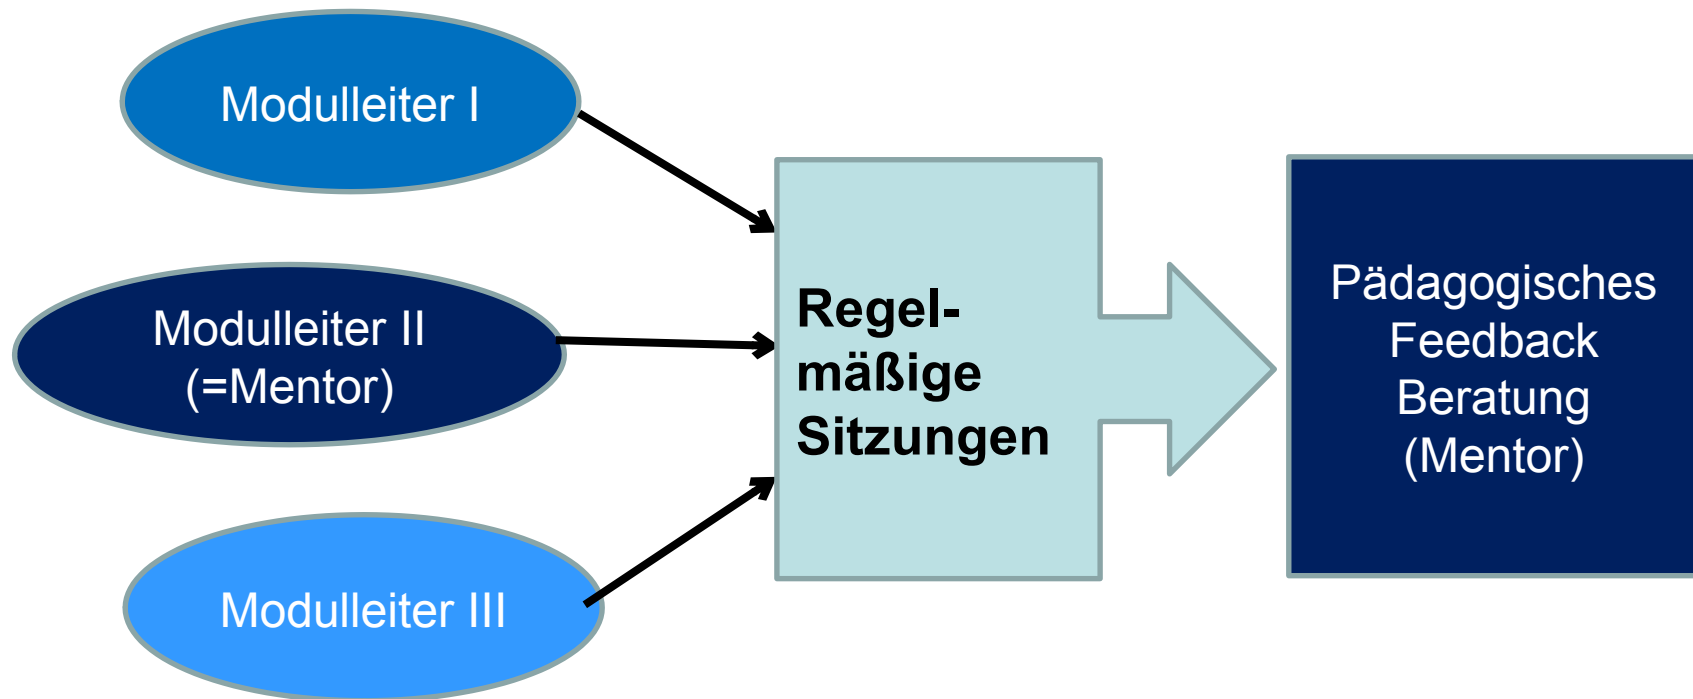 Modulleiter I
Modulleiter II
(=Mentor)
Modulleiter III
Regel-
mäßige
Sitzungen
Pädagogisches
Feedback
Beratung
(Mentor)